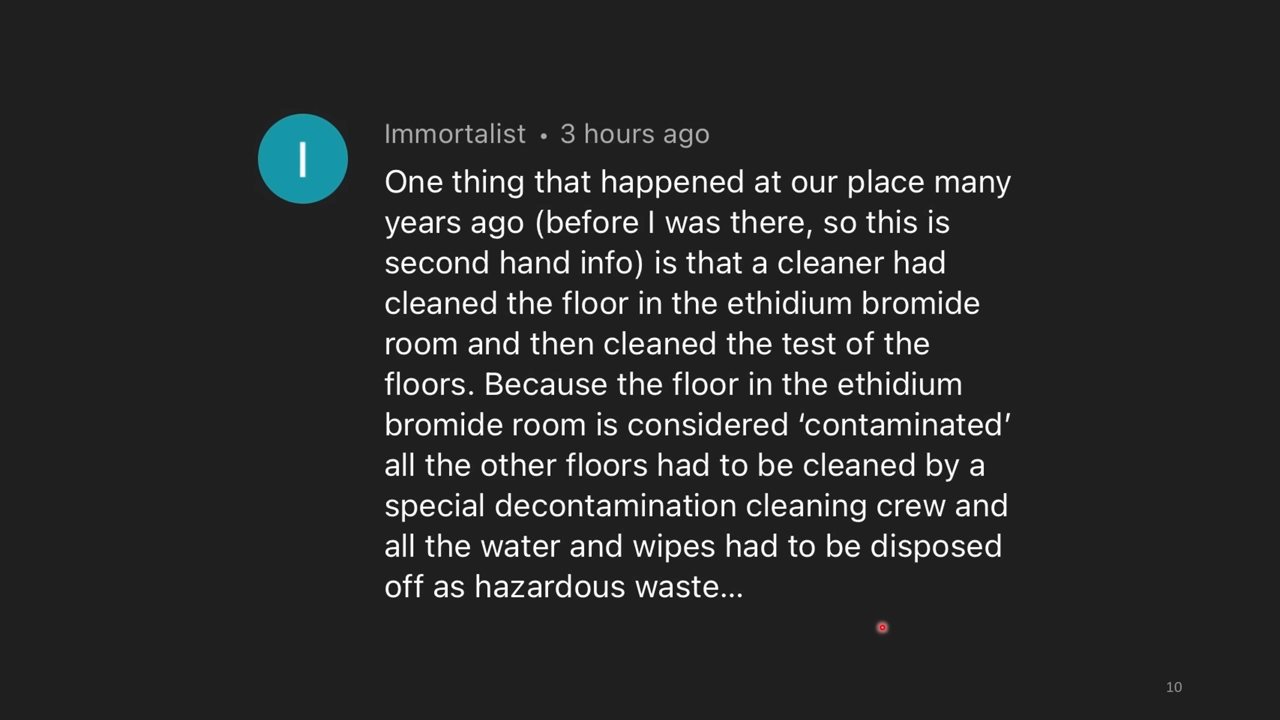 I
Immortalist • 3 hours ago
One thing that happened at our place many
years ago (before I was there, so this is
second hand info) is that a cleaner had
cleaned the floor in the ethidium bromide
room and then cleaned the test of the
floors. Because the floor in the ethidium
bromide room is considered ‘contaminated’
all the other floors had to be cleaned by a
special decontamination cleaning crew and
all the water and wipes had to be disposed
off as hazardous waste...
10